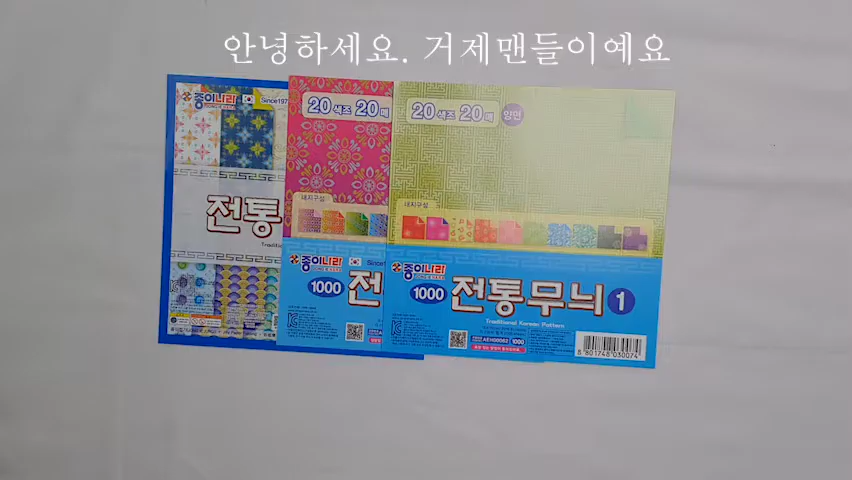 안녕하세요. 거제맨들이예요
종이나라
Since197
전통
20색조 20매
내지구성
종이나라
Since
1000
전
20색조 20매 양면
내지구성
종이나라
1000 전통무늬 1
Traditional Korean Pattern
AEH00062 1000
8 801748 030074